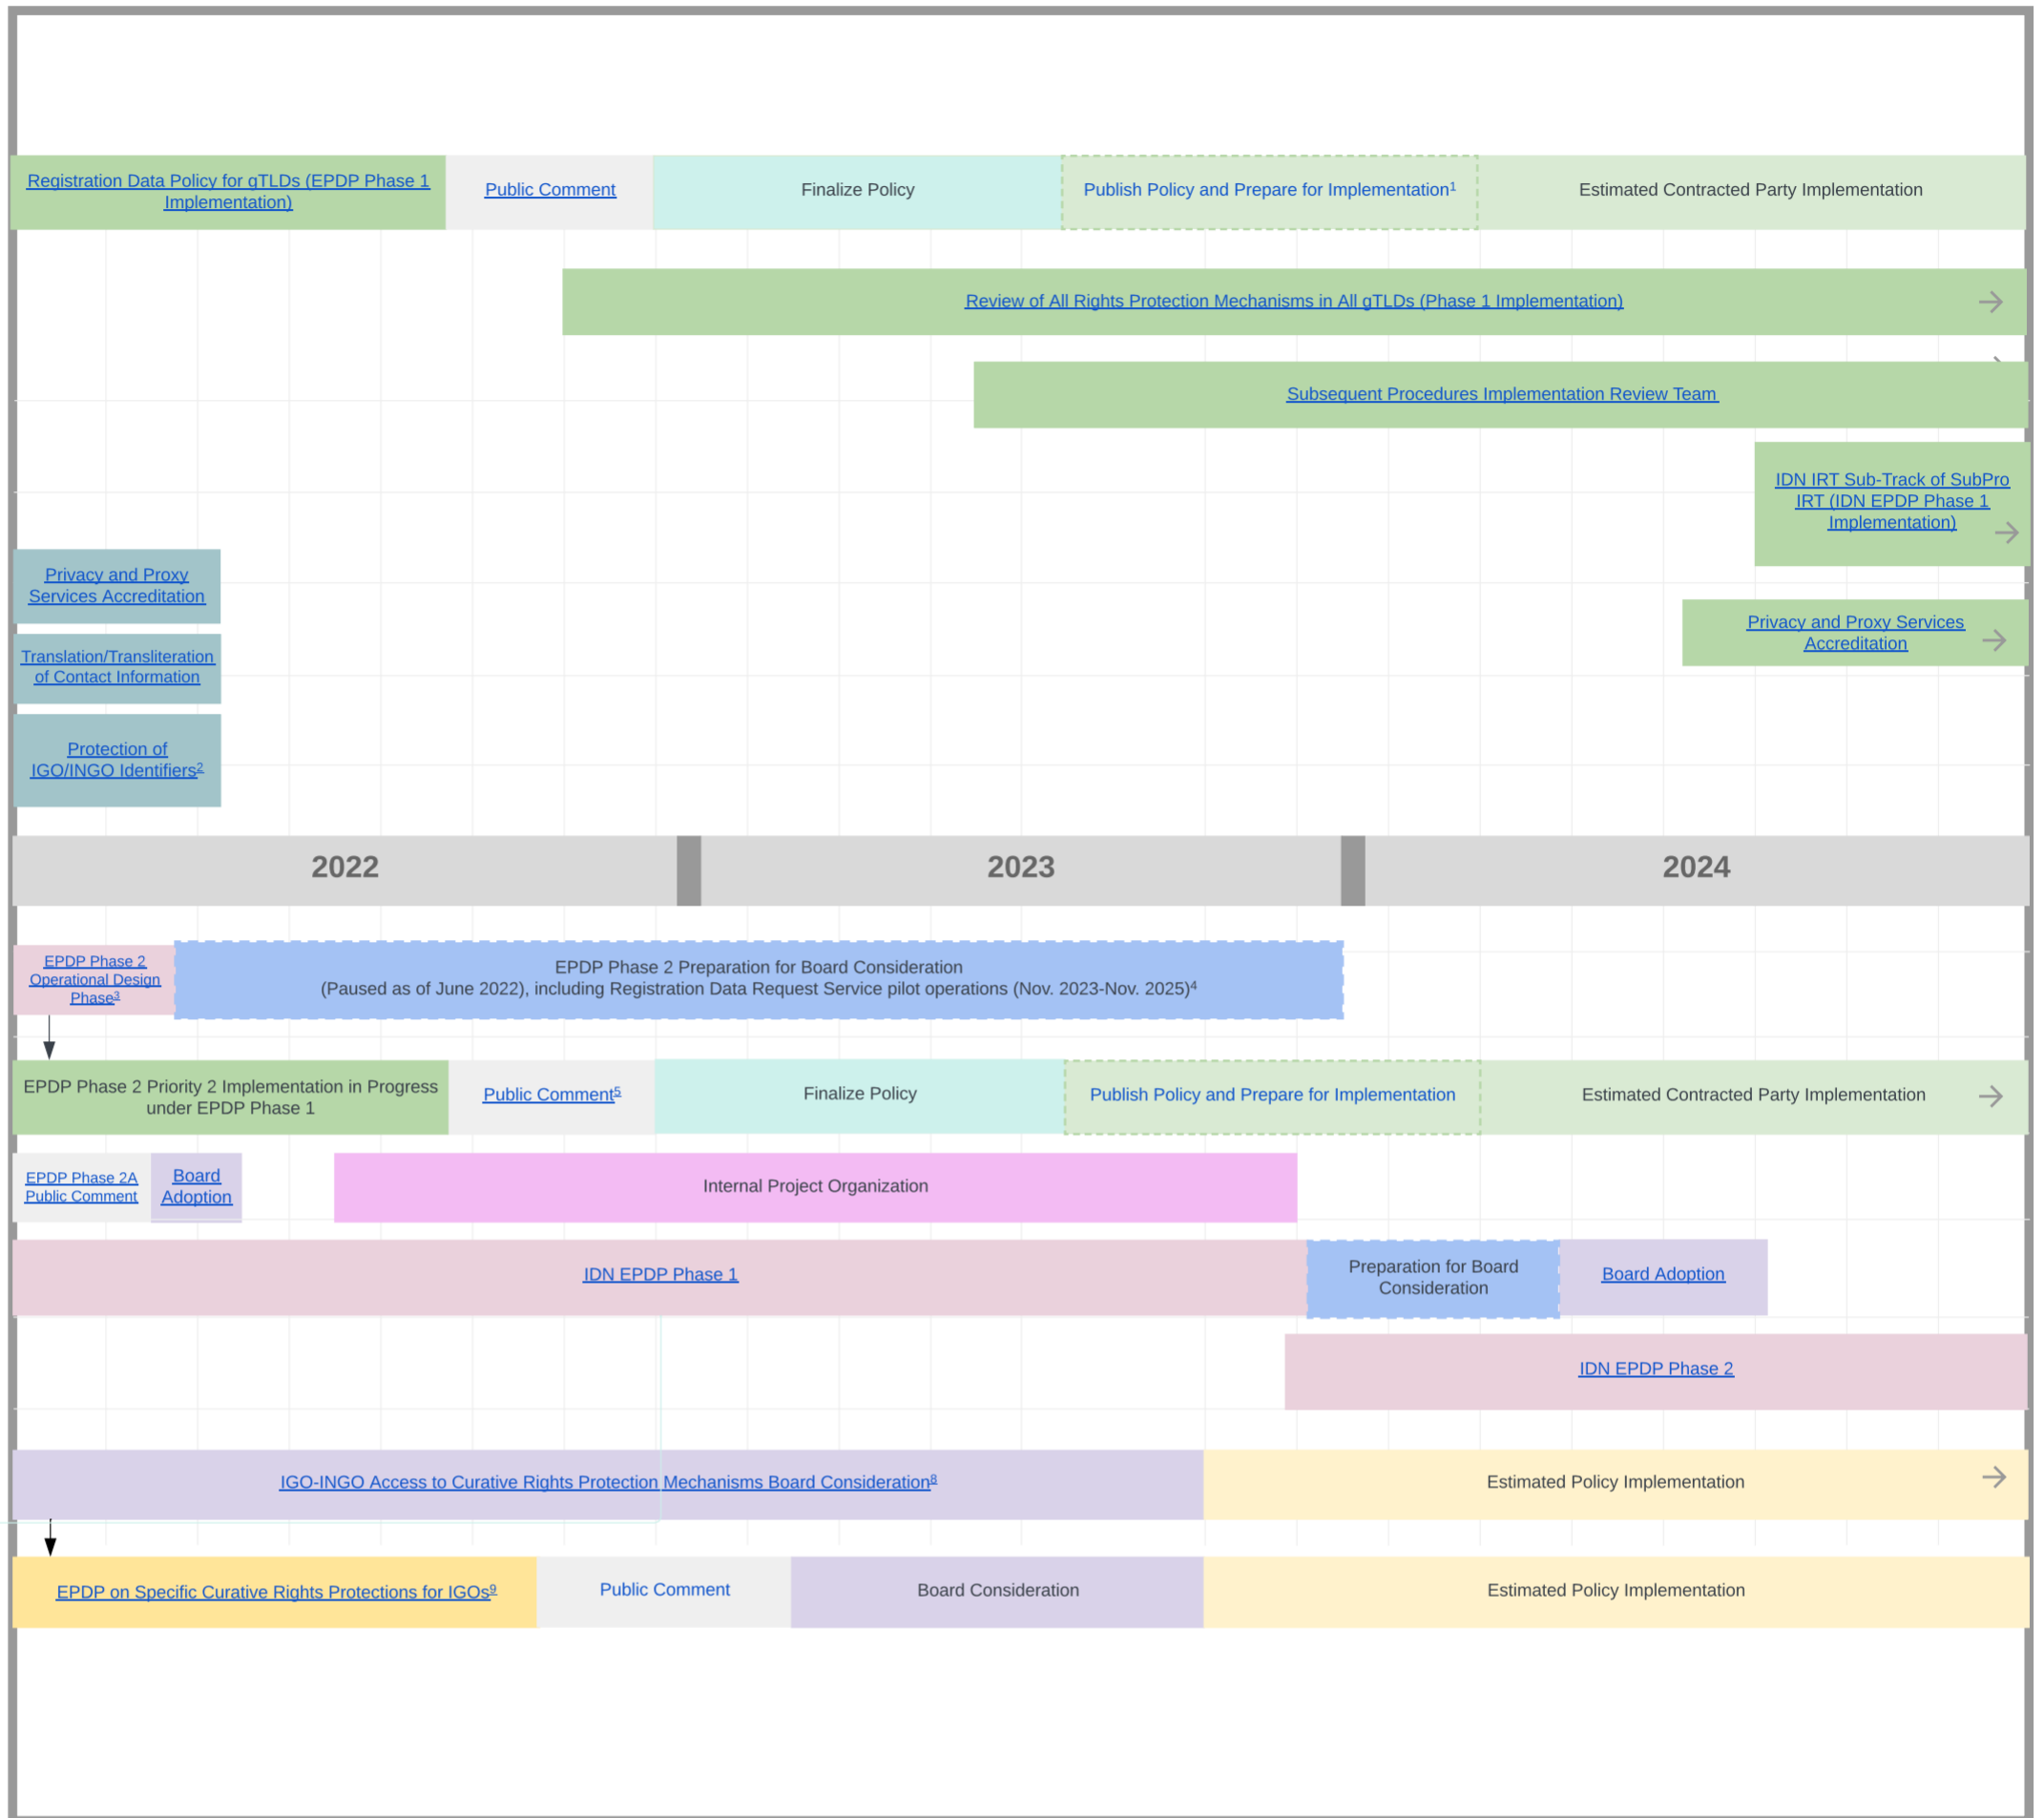 Registration Data Policy for gTLDs (EPDP Phase 1
Implementation)
Public Comment
Finalize Policy
Publish Policy and Prepare for Implementation¹
Estimated Contracted Party Implementation
Review of All Rights Protection Mechanisms in All gTLDs (Phase 1 Implementation)
Subsequent Procedures Implementation Review Team
IDN IRT Sub-Track of SubPro
IRT (IDN EPDP Phase 1
Implementation)
Privacy and Proxy
Services Accreditation
Privacy and Proxy Services
Accreditation
Translation/Transliteration
of Contact Information
Protection of
IGO/INGO Identifiers²
2022
2023
2024
EPDP Phase 2
Operational Design
Phase³
EPDP Phase 2 Preparation for Board Consideration
(Paused as of June 2022), including Registration Data Request Service pilot operations (Nov. 2023-Nov. 2025)⁴
EPDP Phase 2 Priority 2 Implementation in Progress
under EPDP Phase 1
Public Comment⁵
Finalize Policy
Publish Policy and Prepare for Implementation
Estimated Contracted Party Implementation
EPDP Phase 2A
Public Comment
Board
Adoption
Internal Project Organization
IDN EPDP Phase 1
Preparation for Board
Consideration
Board Adoption
IDN EPDP Phase 2
IGO-INGO Access to Curative Rights Protection Mechanisms Board Consideration⁸
Estimated Policy Implementation
EPDP on Specific Curative Rights Protections for IGOs⁹
Public Comment
Board Consideration
Estimated Policy Implementation